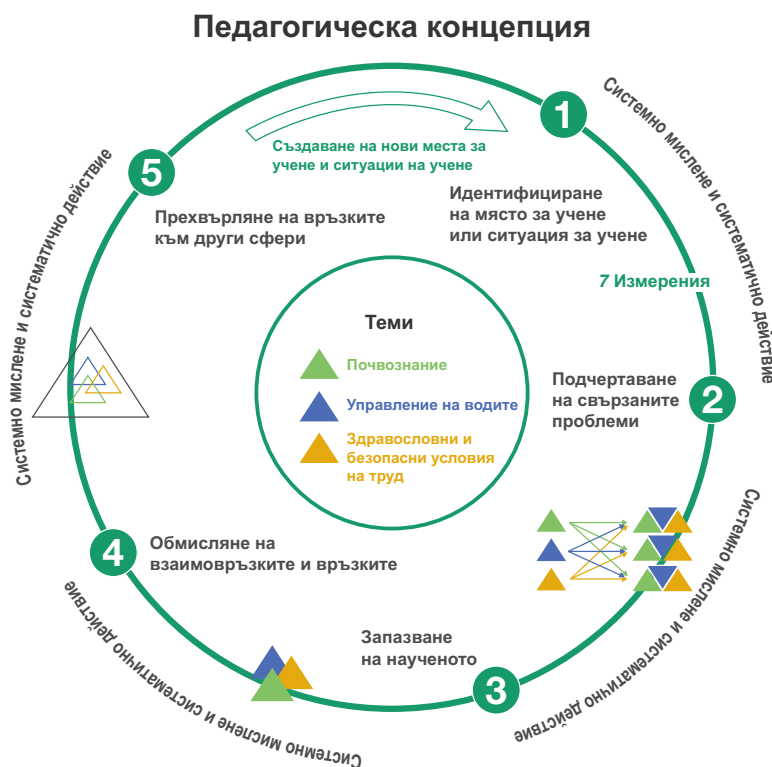 Педагогическа концепция
1
Системно мислене и систематично действие
Създаване на нови места за
учене и ситуации на учене
Идентифициране
на място за учене
или ситуация за учене
7 Измерения
2
Подчертаване
на свързаните
проблеми
Системно мислене и систематично действие
3
Запазване
на наученото
Системно мислене и систематично действие
4
Обмисляне на
взаимовръзките и връзките
Системно мислене и систематично действие
5
Прехвърляне на връзките
към други сфери
Теми
Почвознание
Управление на водите
Здравословни и
безопасни условия
на труд